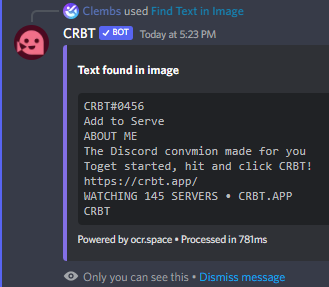 Clembs used Find Text in Image
CRBT ✓ BOT Today at 5:23 PM
Text found in image
CRBT#0456
Add to Serve
ABOUT ME
The Discord convmion made for you
Toget started, hit and click CRBT!
https://crbt.app/
WATCHING 145 SERVERS • CRBT.APP
CRBT
Powered by ocr.space • Processed in 781ms
Only you can see this • Dismiss message